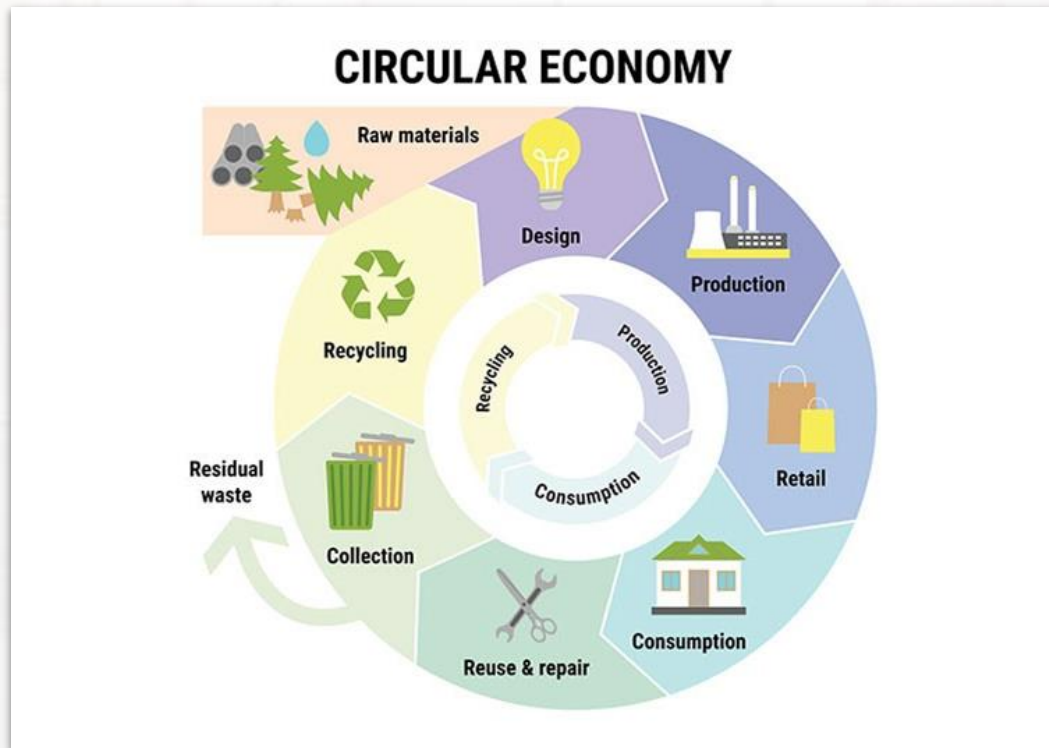 CIRCULAR ECONOMY
Raw materials
Design
Production
Retail
Consumption
Reuse & repair
Collection
Residual
waste
Recycling
Production
Consumption
Recycling